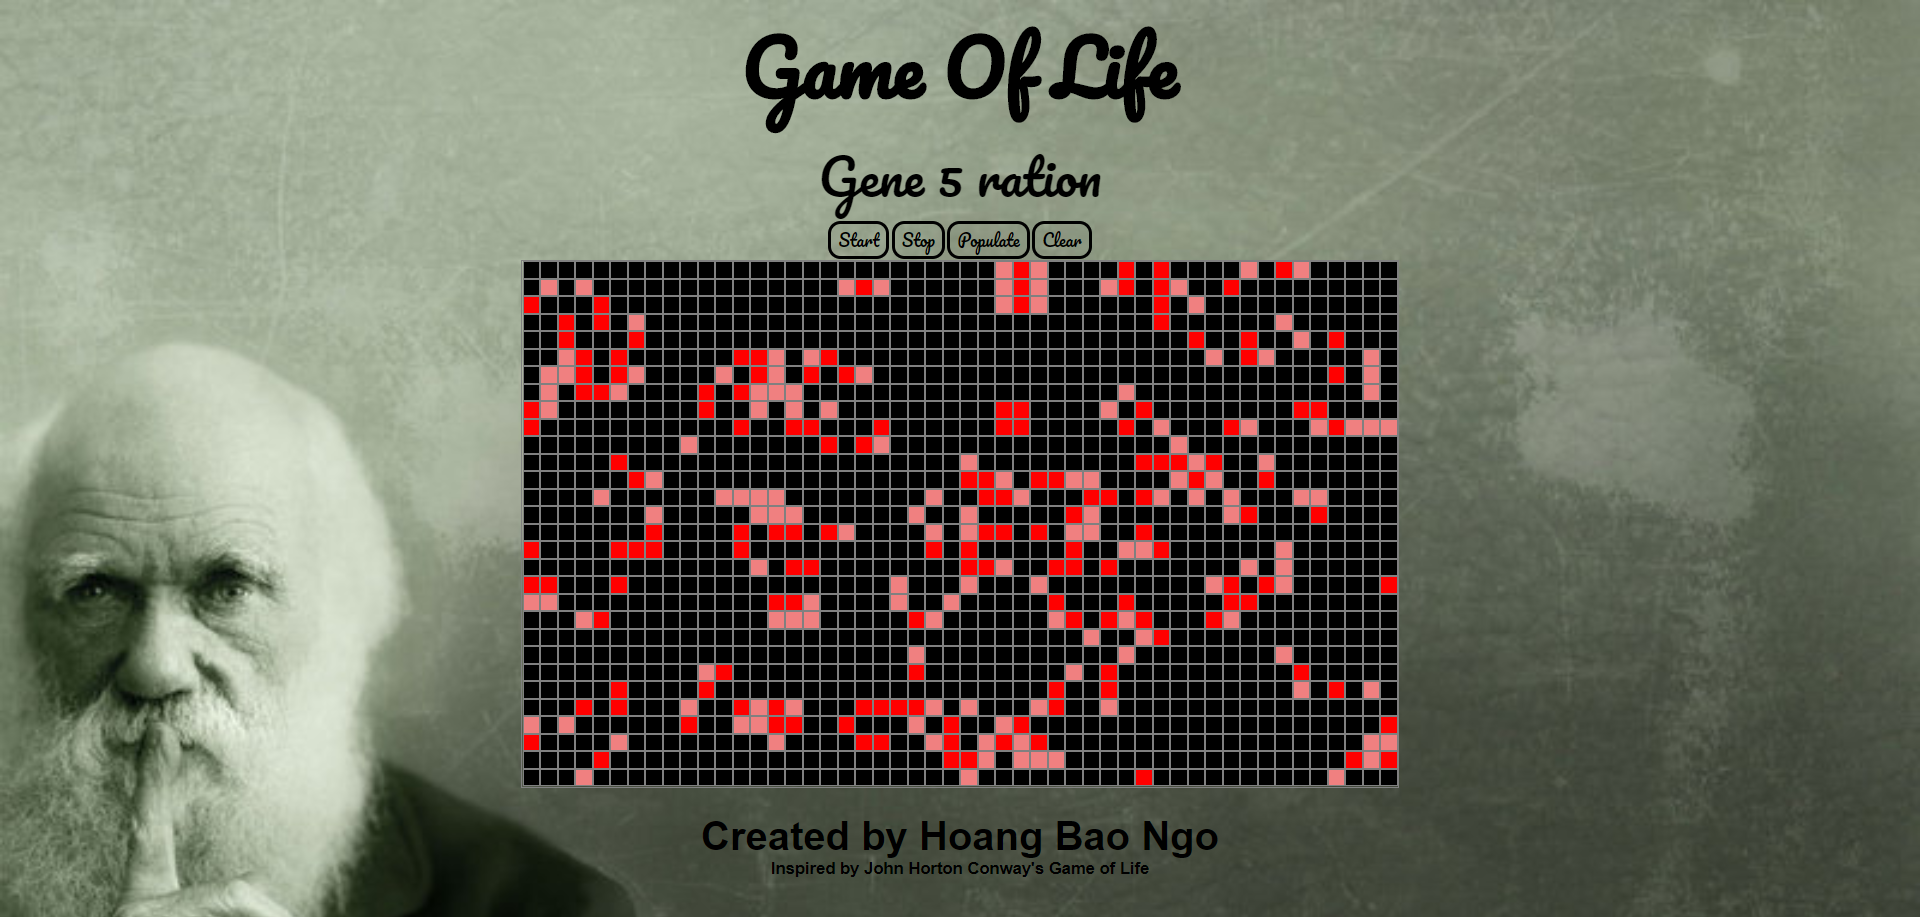 Game Of Life
Gene 5 ration
Start Stop Populate Clear
Created by Hoang Bao Ngo
Inspired by John Horton Conway's Game of Life